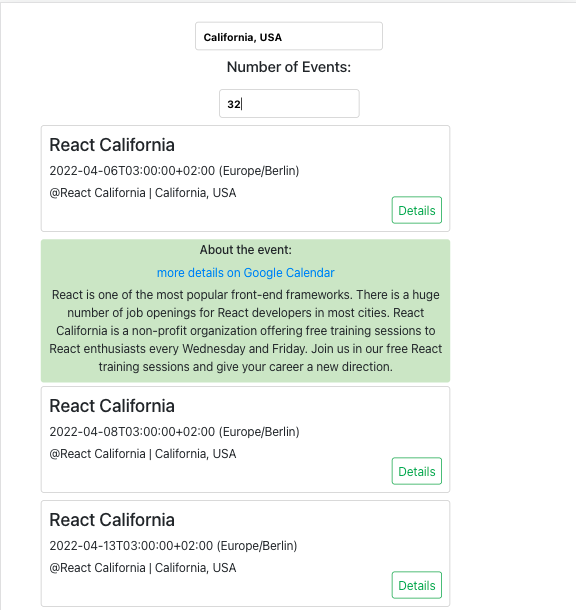 California, USA
Number of Events:
32
React California
2022-04-06T03:00:00+02:00 (Europe/Berlin)
@React California | California, USA
Details
About the event:
more details on Google Calendar
React is one of the most popular front-end frameworks. There is a huge
number of job openings for React developers in most cities. React
California is a non-profit organization offering free training sessions to
React enthusiasts every Wednesday and Friday. Join us in our free React
training sessions and give your career a new direction.
React California
2022-04-08T03:00:00+02:00 (Europe/Berlin)
@React California | California, USA
Details
React California
2022-04-13T03:00:00+02:00 (Europe/Berlin)
@React California | California, USA
Details